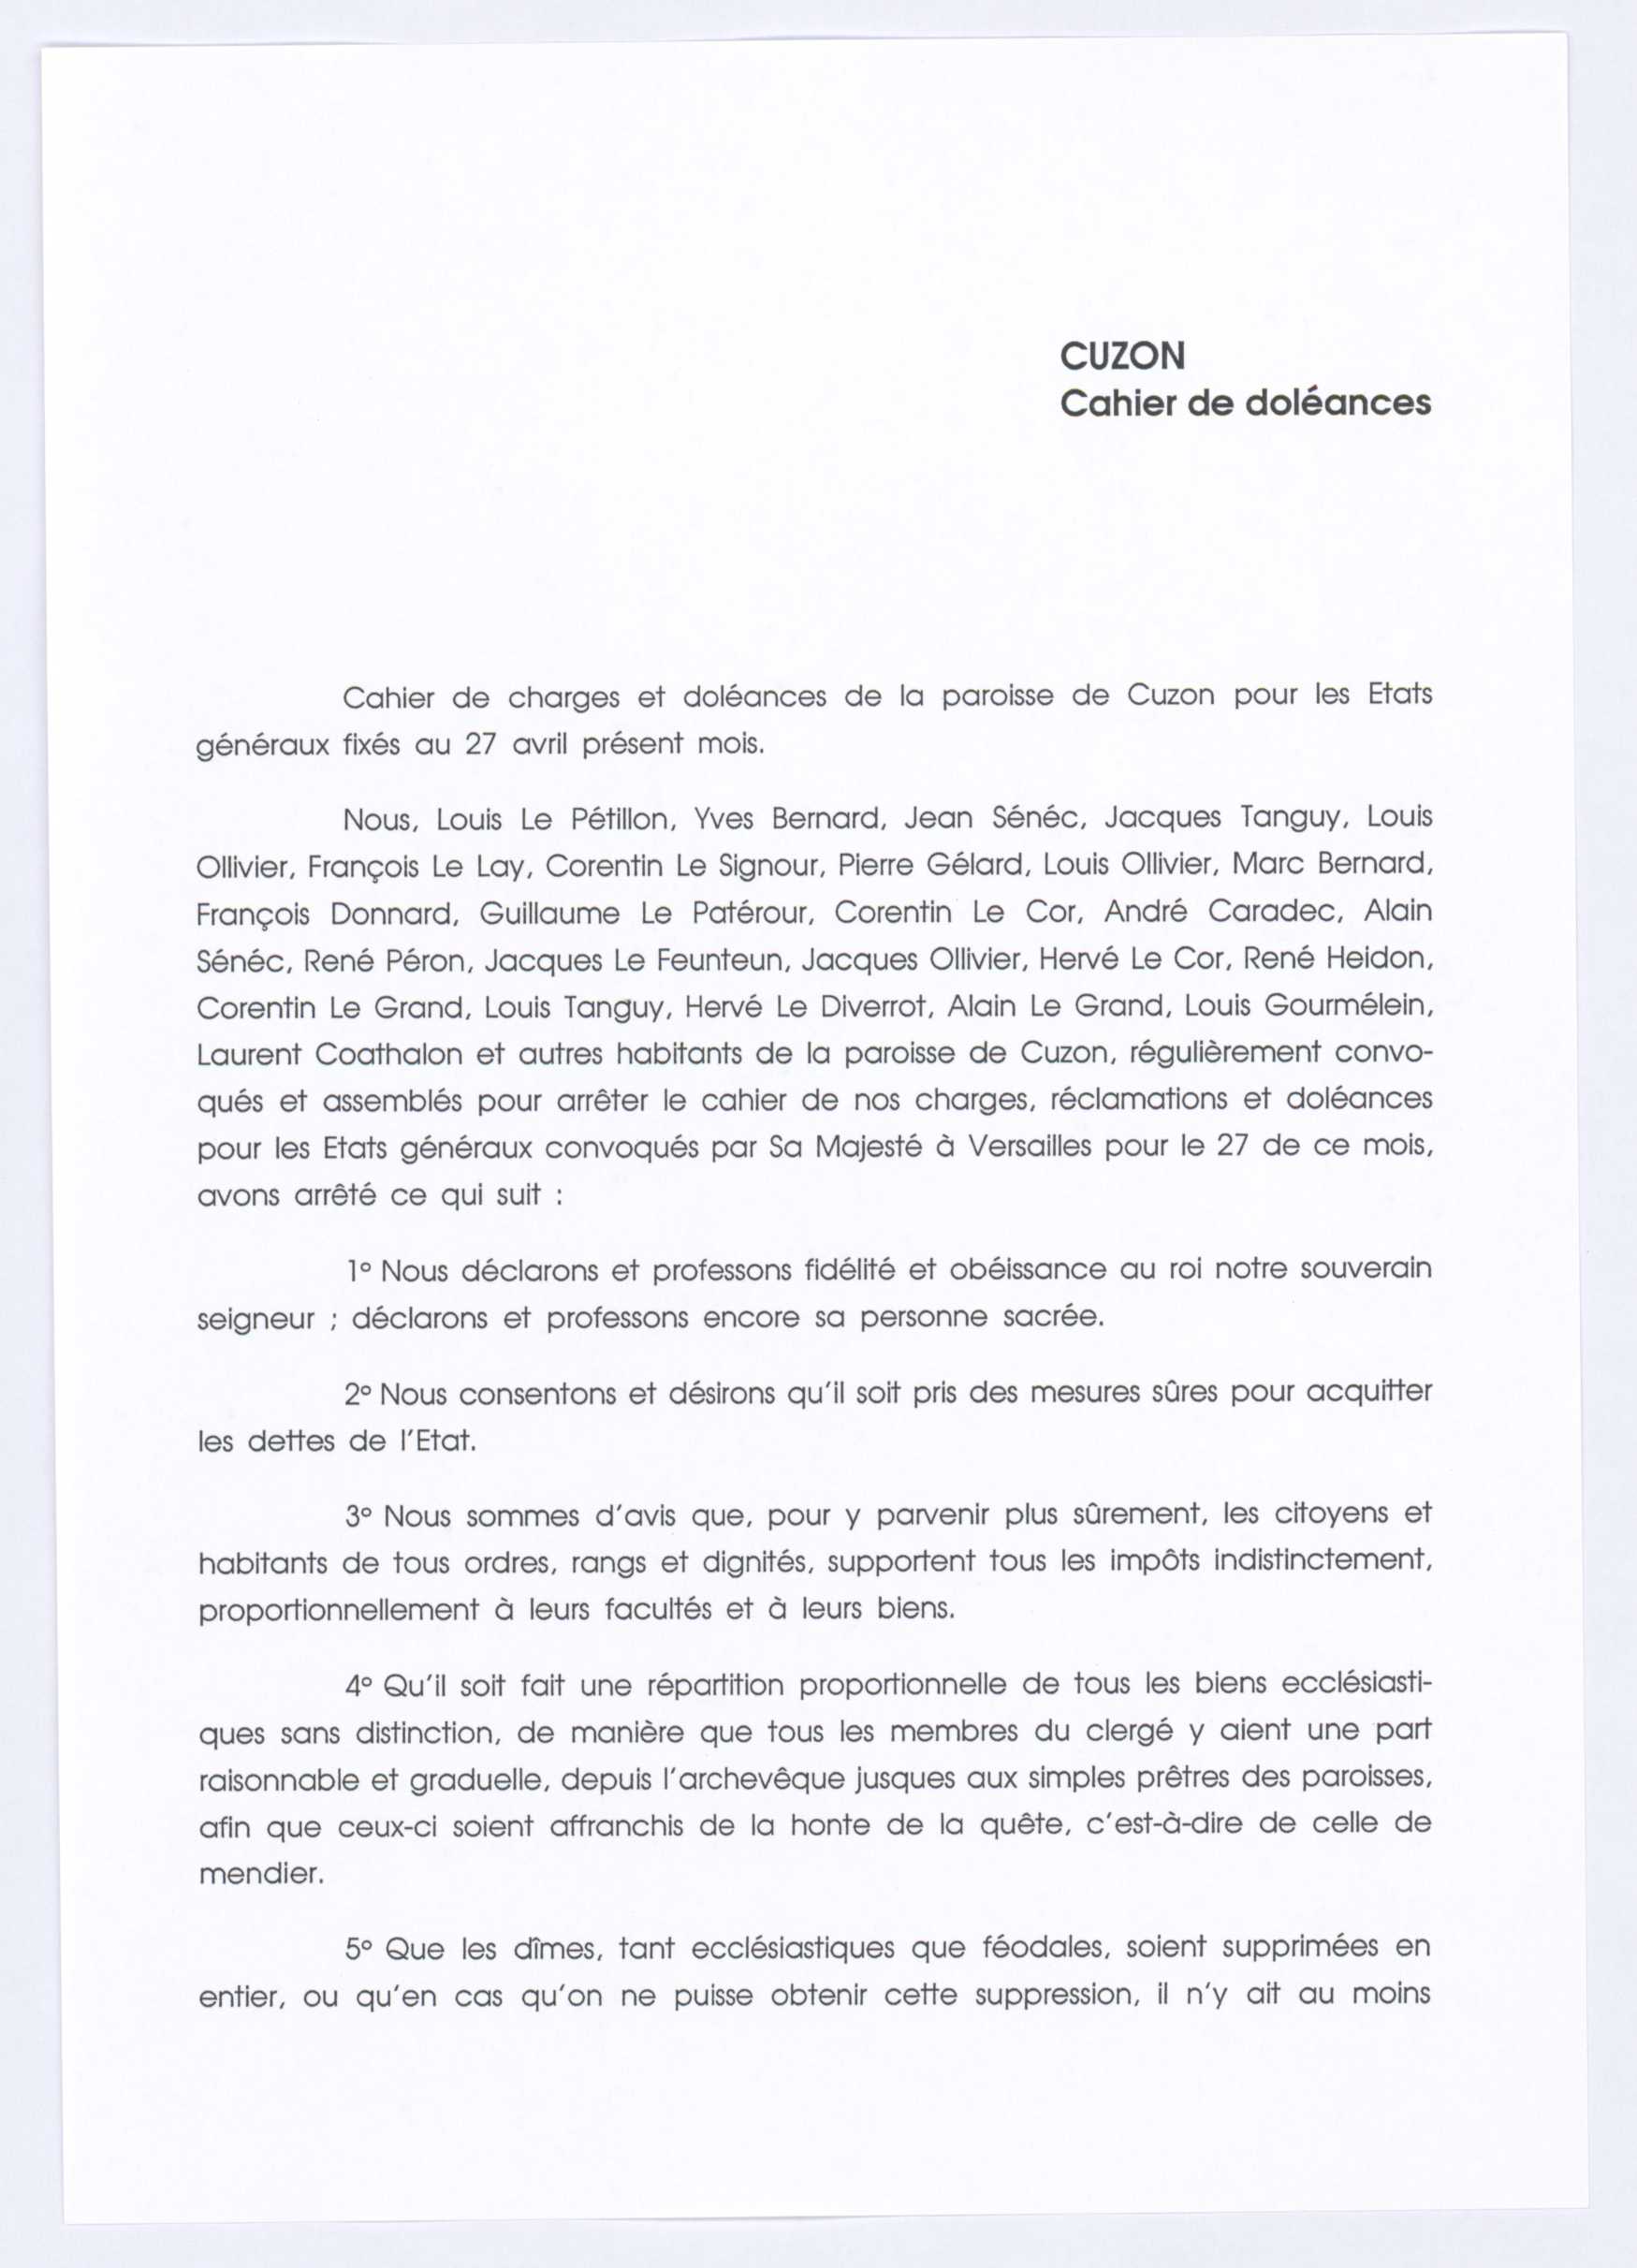 CUZON
Cahier de doléances
Cahier de charges et doléances de la paroisse de Cuzon pour les Etats
généraux fixés au 27 avril présent mois.
Nous, Louis Le Pétillon, Yves Bernard, Jean Sénéc, Jacques Tanguy, Louis
Ollivier, François Le Lay, Corentin Le Signour, Pierre Gélard, Louis Ollivier, Marc Bernard,
François Donnard, Guillaume Le Patérour, Corentin Le Cor, André Caradec, Alain
Sénéc, René Péron, Jacques Le Feunteun, Jacques Ollivier, Hervé Le Cor, René Heidon,
Corentin Le Grand, Louis Tanguy, Hervé Le Diverrot, Alain Le Grand, Louis Gourmélein,
Laurent Coathalon et autres habitants de la paroisse de Cuzon, régulièrement convo-
qués et assemblés pour arrêter le cahier de nos charges, réclamations et doléances
pour les Etats généraux convoqués par Sa Majesté à Versailles pour le 27 de ce mois,
avons arrêté ce qui suit :
1° Nous déclarons et professons fidélité et obéissance au roi notre souverain
seigneur ; déclarons et professons encore sa personne sacrée.
2° Nous consentons et désirons qu'il soit pris des mesures sûres pour acquitter
les dettes de l'Etat.
3° Nous sommes d'avis que, pour y parvenir plus sûrement, les citoyens et
habitants de tous ordres, rangs et dignités, supportent tous les impôts indistinctement,
proportionnellement à leurs facultés et à leurs biens.
4° Qu'il soit fait une répartition proportionnelle de tous les biens ecclésiasti-
ques sans distinction, de manière que tous les membres du clergé y aient une part
raisonnable et graduelle, depuis l'archevêque jusques aux simples prêtres des paroisses,
afin que ceux-ci soient affranchis de la honte de la quête, c'est-à-dire de celle de
mendier.
5° Que les dîmes, tant ecclésiastiques que féodales, soient supprimées en
entier, ou qu'en cas qu'on ne puisse obtenir cette suppression, il n'y ait au moins